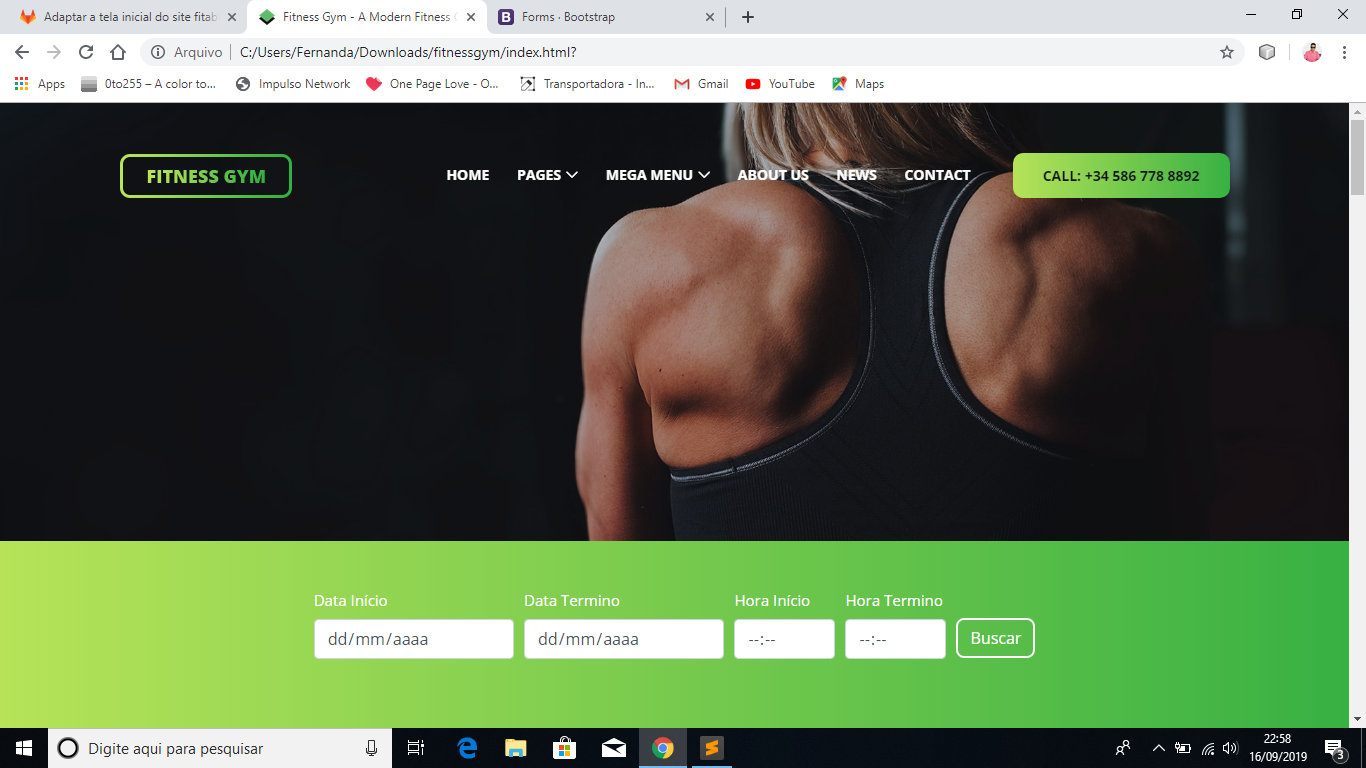 Adaptar a tela inicial do site fitab
Fitness Gym - A Modern Fitness G
Forms · Bootstrap
Arquivo
C:/Users/Fernanda/Downloads/fitnessgym/index.html?
Apps
0to255 – A color to...
Impulso Network
One Page Love - O...
Transportadora - In...
Gmail
YouTube
Maps
FITNESS GYM
HOME
PAGES
MEGA MENU
ABOUT US
NEWS
CONTACT
CALL: +34 586 778 8892
Data Início
Data Termino
Hora Início
Hora Termino
dd/mm/aaaa
dd/mm/aaaa
--:--
--:--
Buscar
Digite aqui para pesquisar
22:58
16/09/2019
3